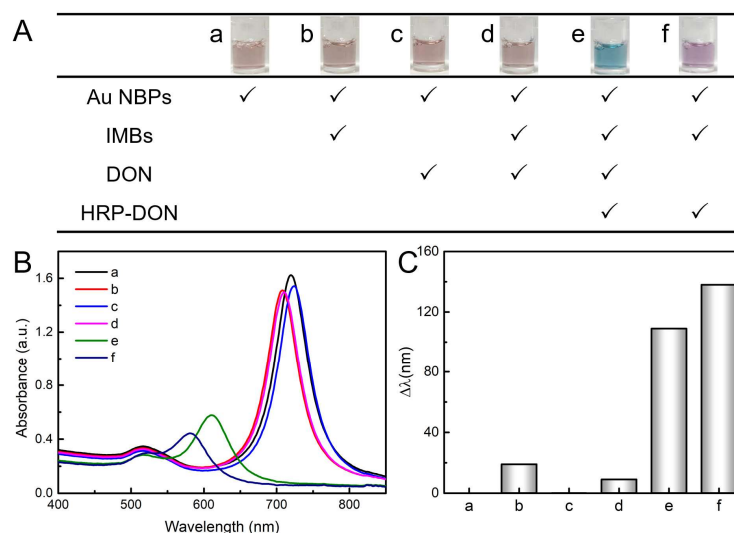 A
a b c d e f
Au NBPs ✓ ✓ ✓ ✓ ✓ ✓
IMBs ✓ ✓ ✓ ✓
DON ✓ ✓ ✓
HRP-DON ✓ ✓
B
1.6
1.2
0.8
0.4
0.0
Absorbance (a.u.)
a
b
c
d
e
f
400 500 600 700 800
Wavelength (nm)
C
160
120
80
40
0
Δλ(nm)
a b c d e f